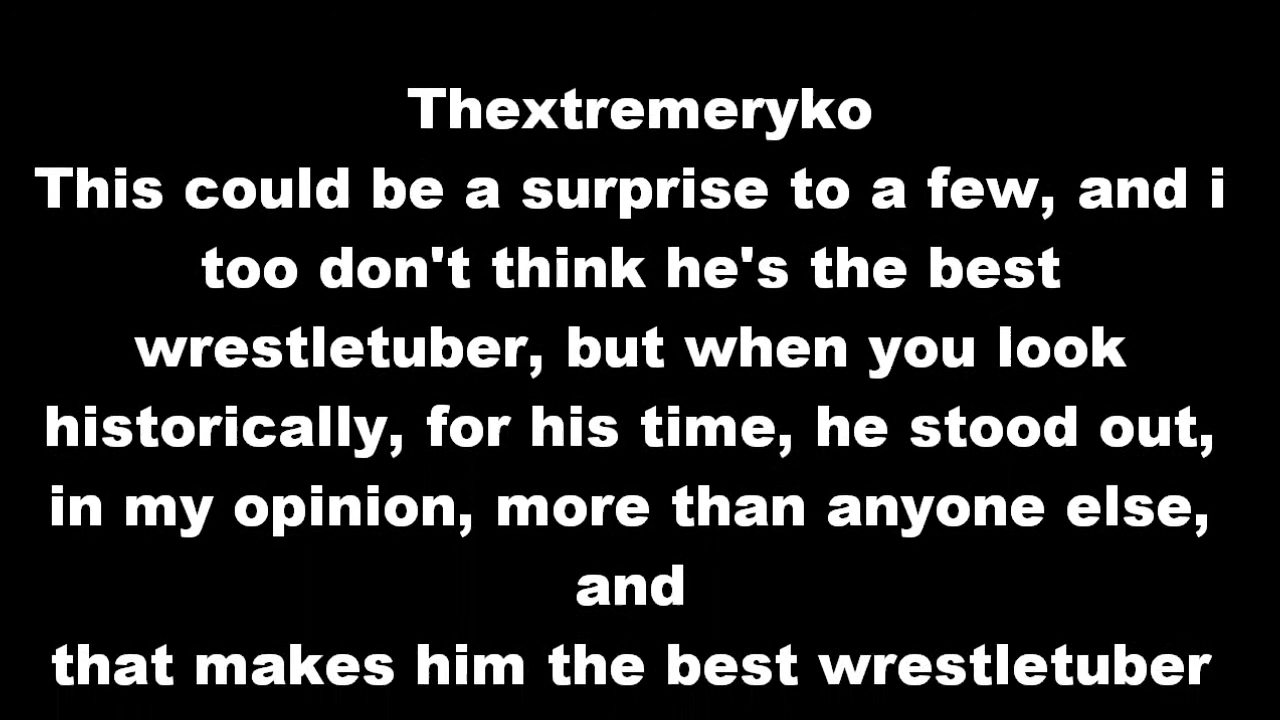 Thextremeryko
This could be a surprise to a few, and i
too don't think he's the best
wrestletuber, but when you look
historically, for his time, he stood out,
in my opinion, more than anyone else,
and
that makes him the best wrestletuber